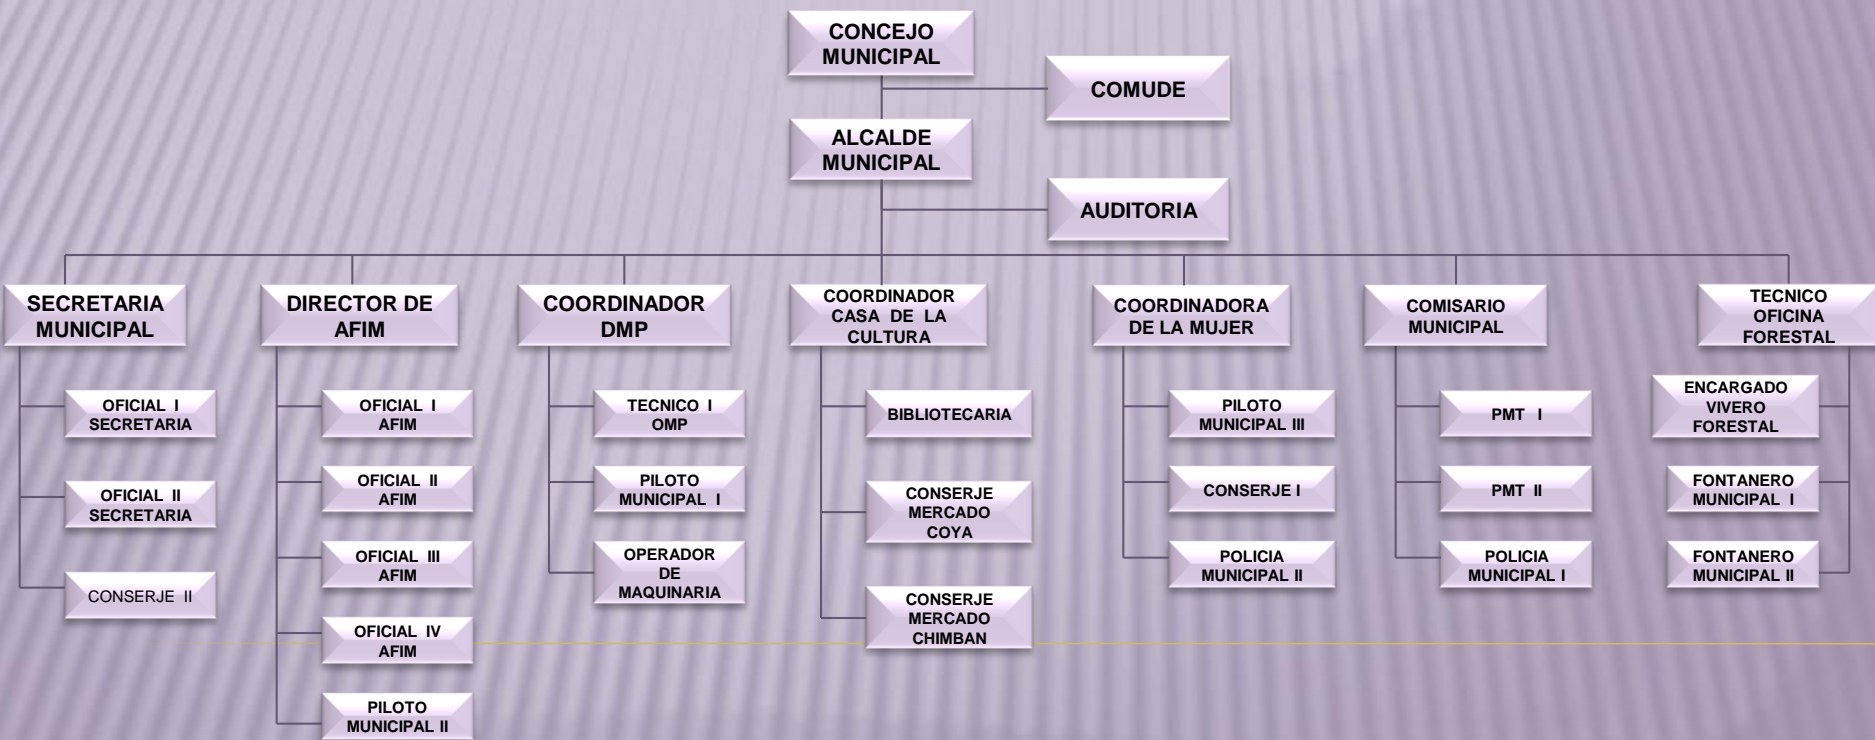 CONCEJO
MUNICIPAL
COMUDE
ALCALDE
MUNICIPAL
AUDITORIA
SECRETARIA
MUNICIPAL
OFICIAL I
SECRETARIA
OFICIAL II
SECRETARIA
CONSERJE II
DIRECTOR DE
AFIM
OFICIAL I
AFIM
OFICIAL II
AFIM
OFICIAL III
AFIM
OFICIAL IV
AFIM
PILOTO
MUNICIPAL II
COORDINADOR
DMP
TECNICO I
OMP
PILOTO
MUNICIPAL I
OPERADOR
DE
MAQUINARIA
COORDINADOR
CASA DE LA
CULTURA
BIBLIOTECARIA
CONSERJE
MERCADO
COYA
CONSERJE
MERCADO
CHIMBAN
COORDINADORA
DE LA MUJER
PILOTO
MUNICIPAL III
CONSERJE I
POLICIA
MUNICIPAL II
COMISARIO
MUNICIPAL
PMT I
PMT II
POLICIA
MUNICIPAL I
TECNICO
OFICINA
FORESTAL
ENCARGADO
VIVERO
FORESTAL
FONTANERO
MUNICIPAL I
FONTANERO
MUNICIPAL II